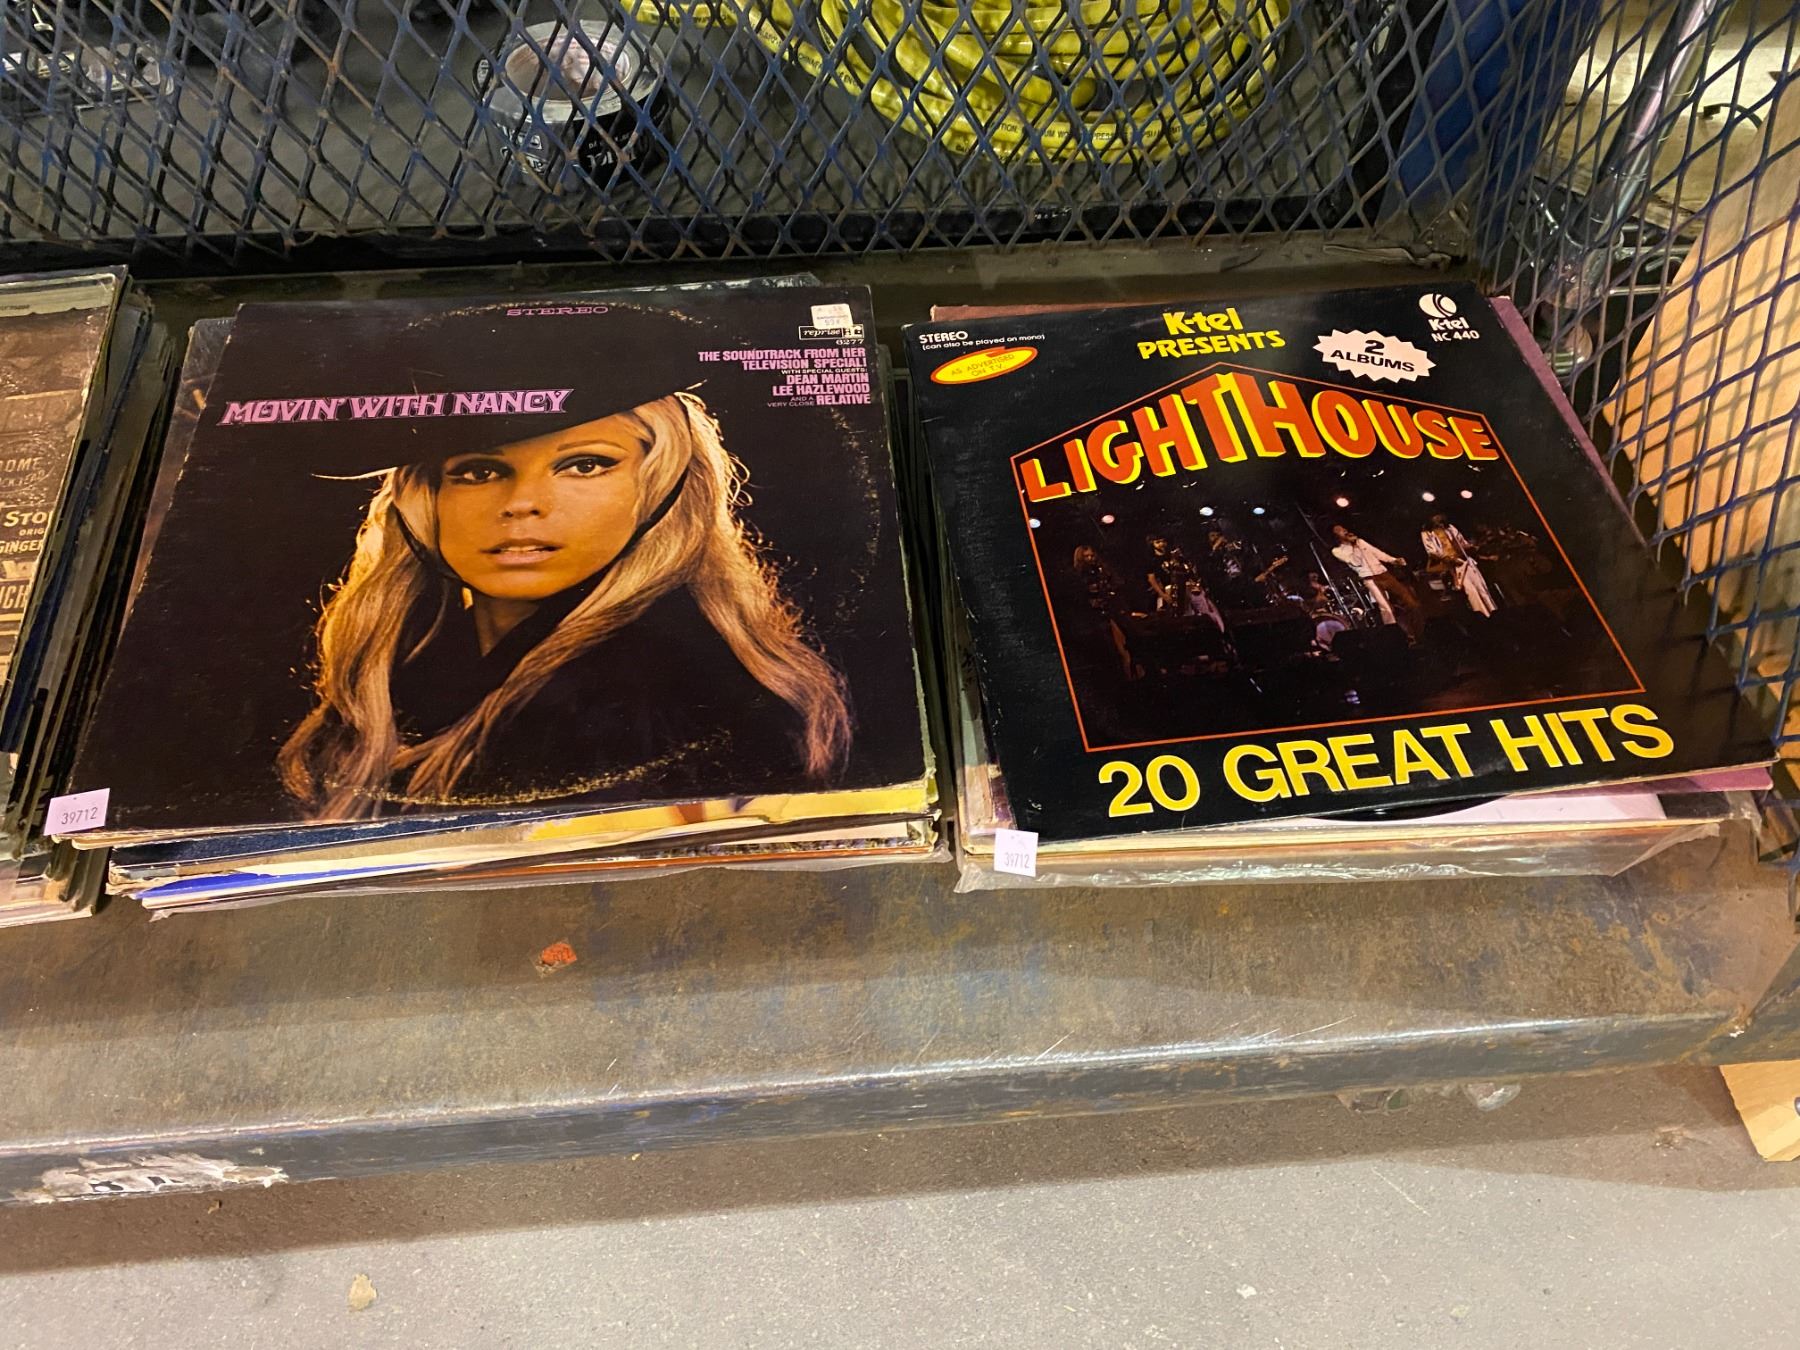 STEREO
reprise
6277
THE SOUNDTRACK FROM HER
TELEVISION SPECIAL!
WITH SPECIAL GUESTS:
DEAN MARTIN
LEE HAZLEWOOD
AND A
VERY CLOSE RELATIVE
MOVIN' WITH NANCY
39712
STEREO
(can also be played on mono)
AS ADVERTISED
ON T.V.
K-tel
PRESENTS
2
ALBUMS
K-tel
NC 440
LIGHTHOUSE
20 GREAT HITS
39712
STO
GINGER